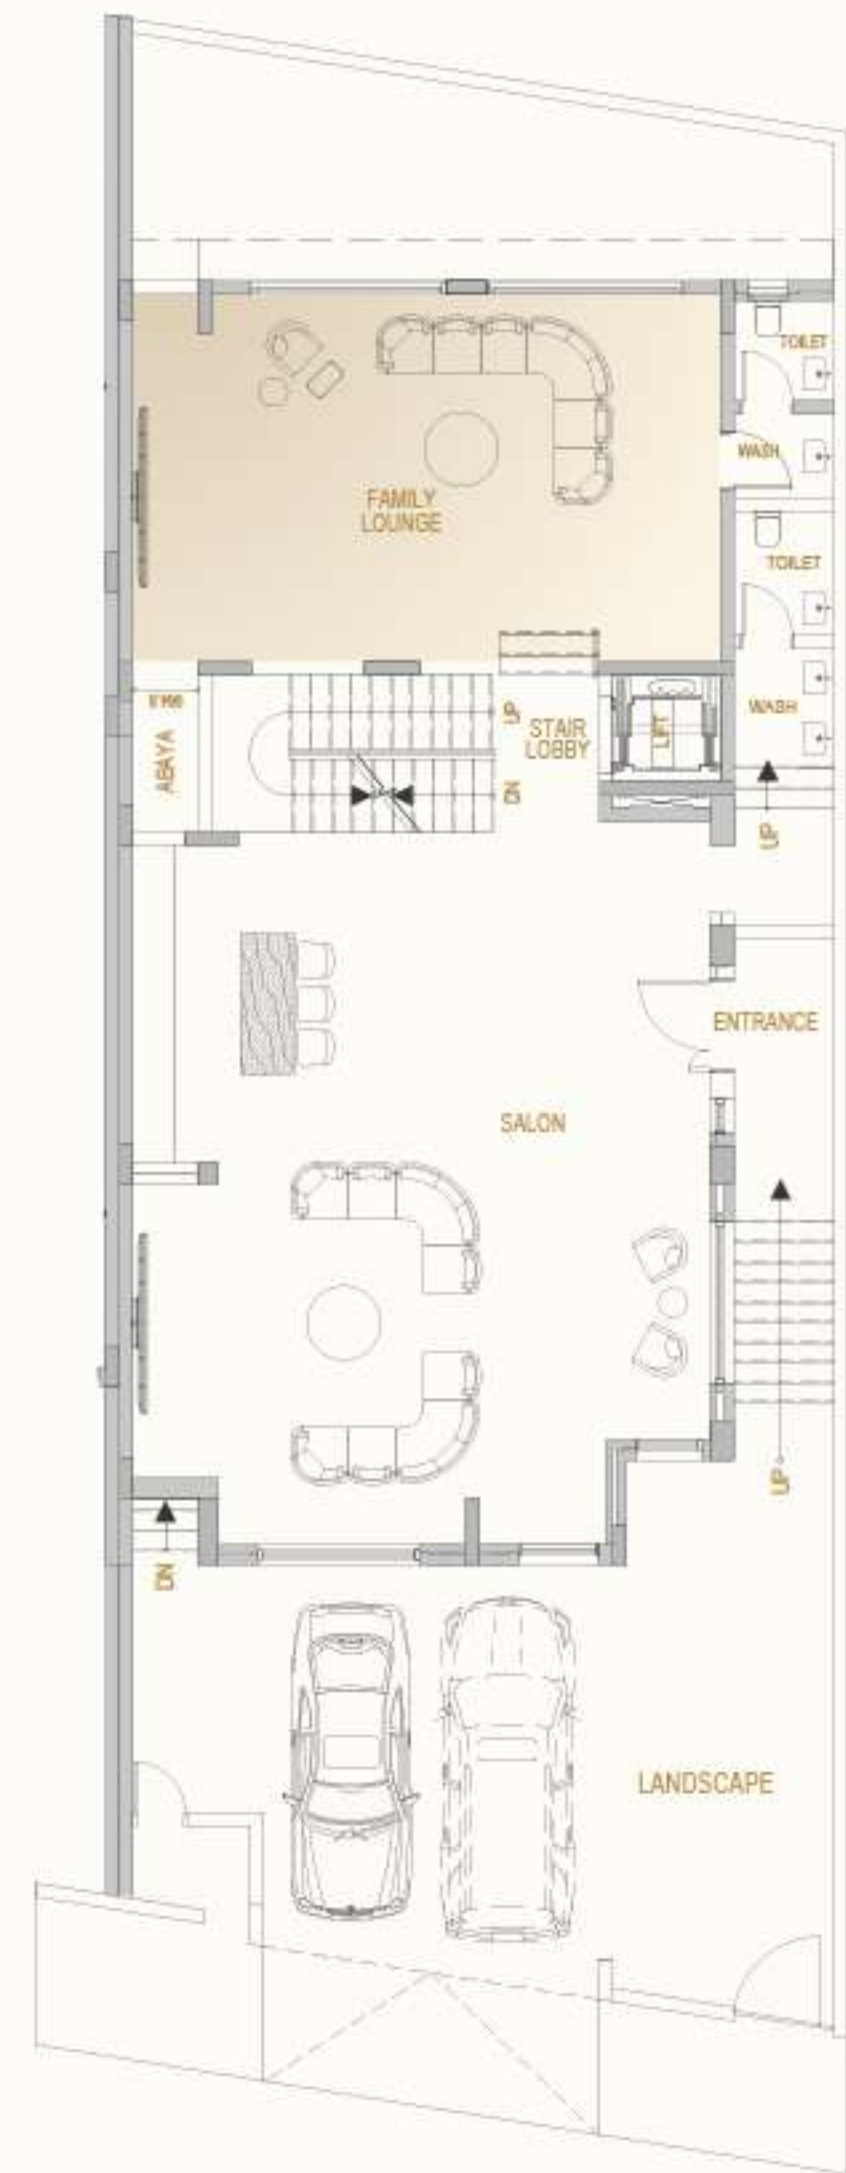 TOILET
WASH
FAMILY
LOUNGE
TOILET
WASH
ABAYA
UP
DN
STAIR
LOBBY
LIFT
UP
ENTRANCE
SALON
UP
DN
LANDSCAPE